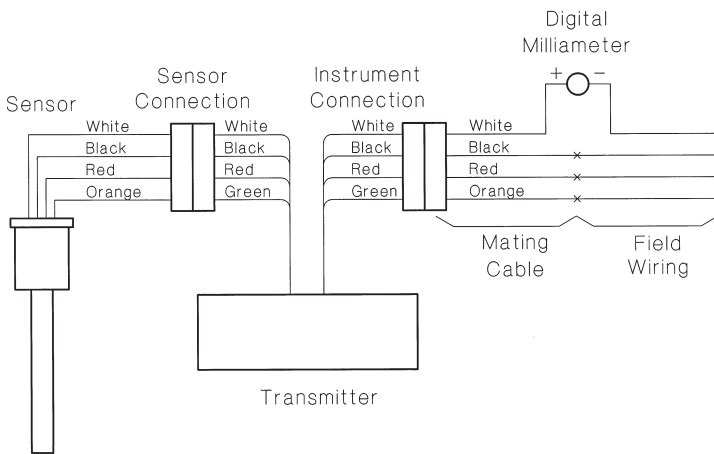 Digital
Milliameter
+ −
Sensor
Connection
Instrument
Connection
Sensor
White White White White
Black Black Black Black
Red Red Red Red
Orange Green Green Orange
Mating
Cable
Field
Wiring
Transmitter